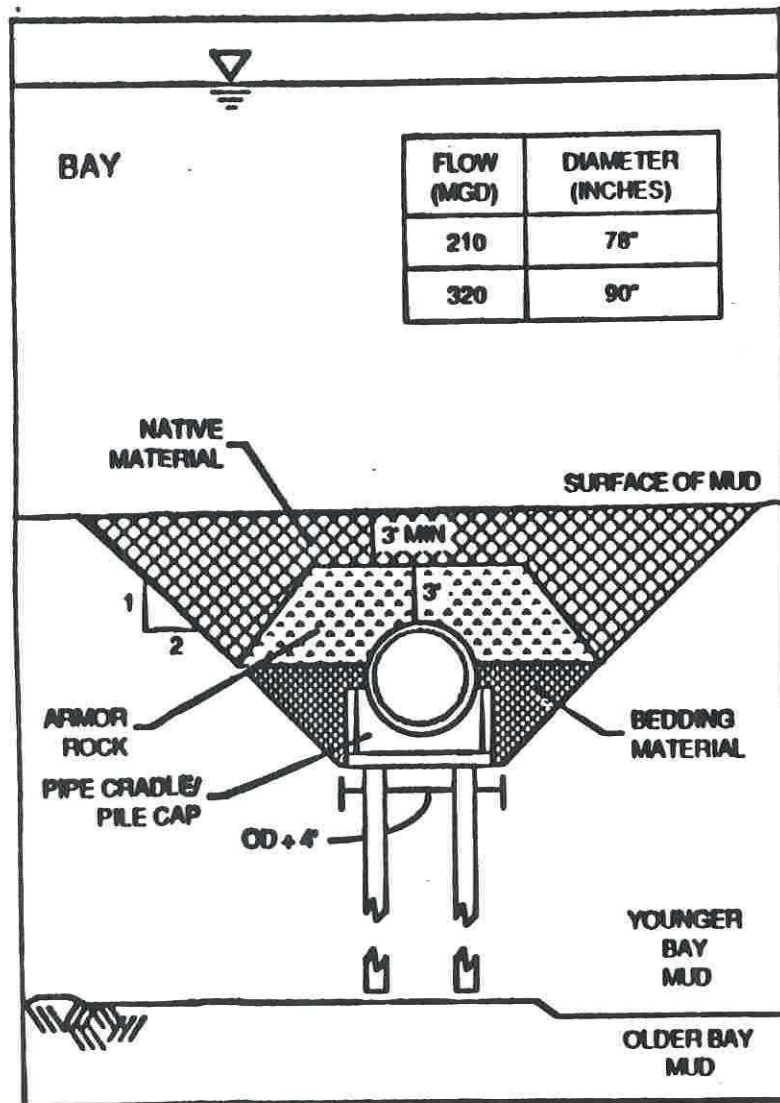 BAY
FLOW
(MGD)
DIAMETER
(INCHES)
210
78"
320
90"
NATIVE
MATERIAL
SURFACE OF MUD
3' MIN
3'
1
2
ARMOR
ROCK
BEDDING
MATERIAL
PIPE CRADLE/
PILE CAP
OD + 4'
YOUNGER
BAY
MUD
OLDER BAY
MUD